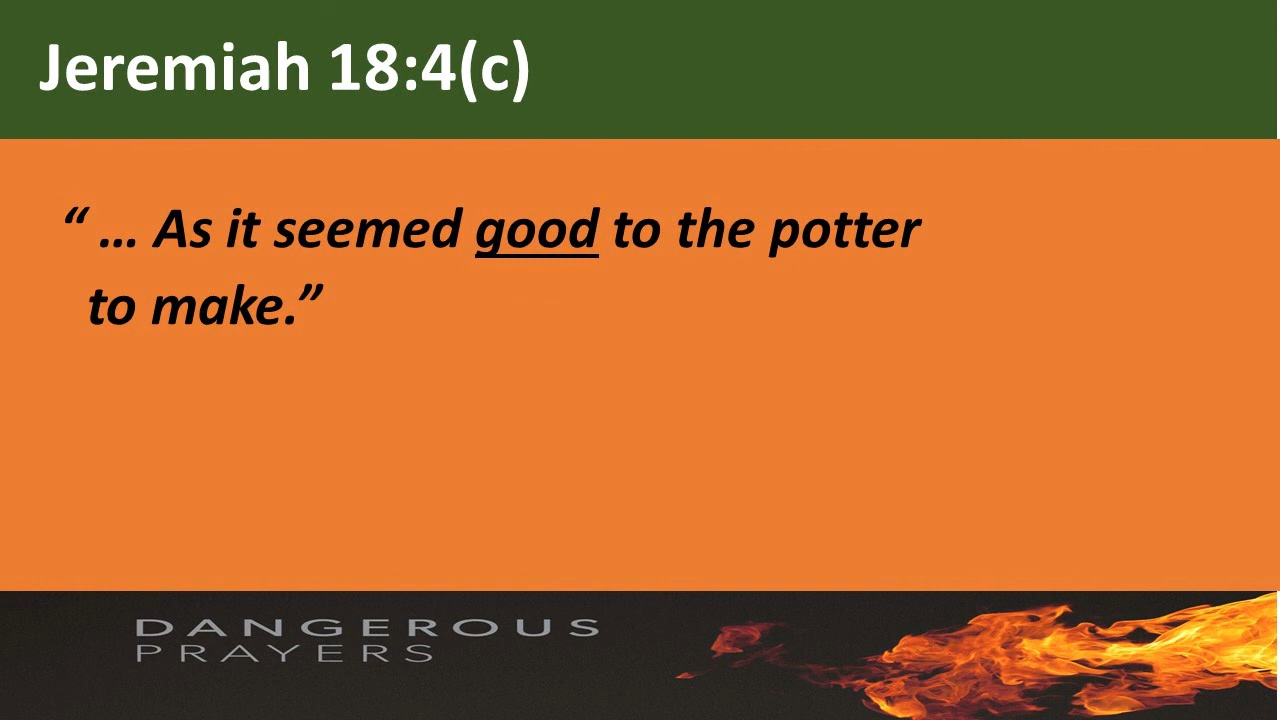 Jeremiah 18:4(c)
“ … As it seemed good to the potter
to make.”
DANGEROUS
PRAYERS